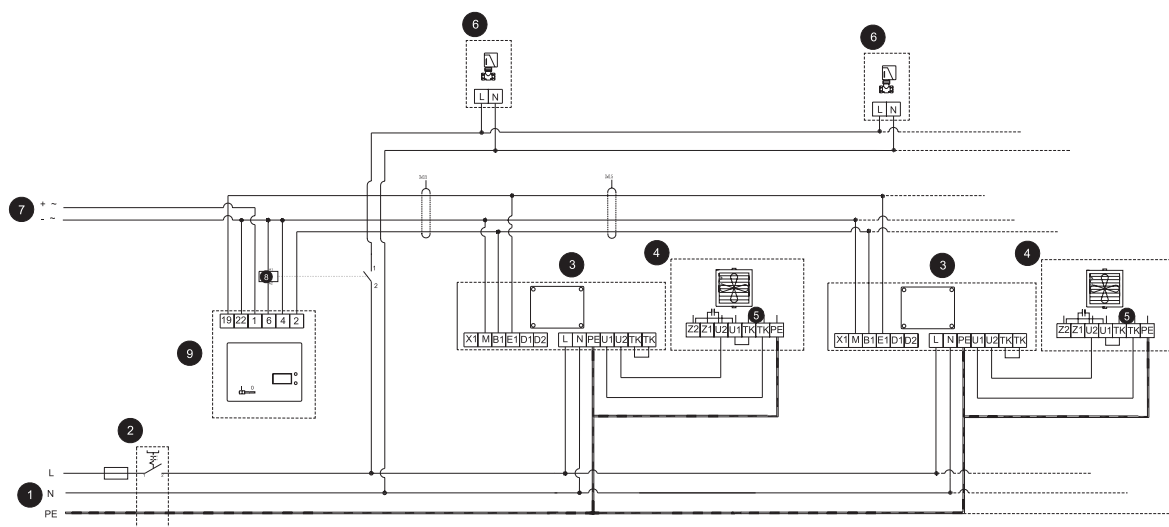 6
6
L N
L N
7 + ~
- ~
8
1
2
3
4
3
4
5
5
19 22 1 6 4 2
X1 M B1 E1 D1 D2 L N PE U1 U2 TK TK
Z2 Z1 U2 U1 TK TK PE
X1 M B1 E1 D1 D2 L N PE U1 U2 TK TK
Z2 Z1 U2 U1 TK TK PE
9
0
2
L
1 N
PE